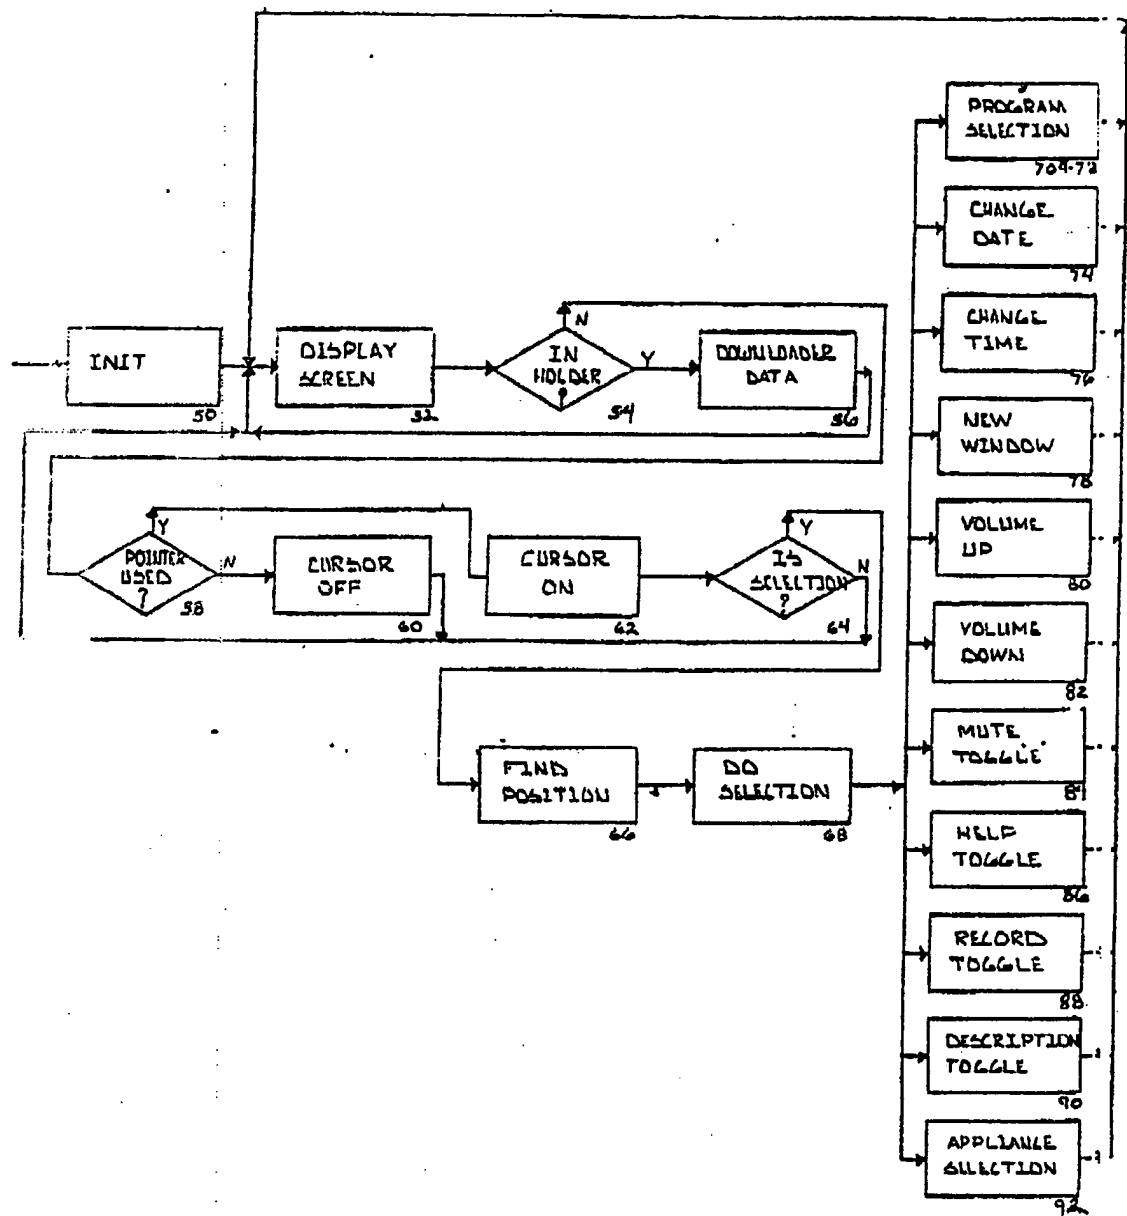 PROGRAM
SELECTION
CHANGE
DATE
74
INIT
50
DISPLAY
SCREEN
52
N
IN
HOLDER
?
54
Y
DOWNLOADER
DATA
56
CHANGE
TIME
76
NEW
WINDOW
78
Y
POINTER
USED
?
58
N
CURSOR
OFF
60
CURSOR
ON
62
Y
IS
SELECTION
?
64
N
VOLUME
UP
80
VOLUME
DOWN
82
FIND
POSITION
66
DO
SELECTION
68
MUTE
TOGGLE
84
HELP
TOGGLE
86
RECORD
TOGGLE
88
DESCRIPTION
TOGGLE
90
APPLIANCE
SELECTION
92